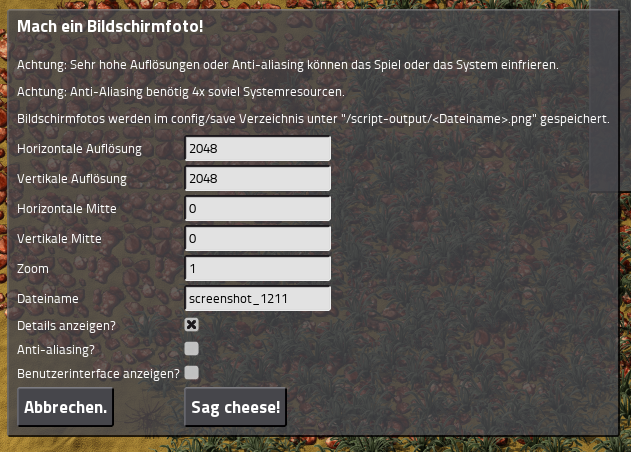 Mach ein Bildschirmfoto!
Achtung: Sehr hohe Auflösungen oder Anti-aliasing können das Spiel oder das System einfrieren.
Achtung: Anti-Aliasing benötig 4x soviel Systemresourcen.
Bildschirmfotos werden im config/save Verzeichnis unter "/script-output/<Dateiname>.png" gespeichert.
Horizontale Auflösung 2048
Vertikale Auflösung 2048
Horizontale Mitte 0
Vertikale Mitte 0
Zoom 1
Dateiname screenshot_1211
Details anzeigen?
Anti-aliasing?
Benutzerinterface anzeigen?
Abbrechen. Sag cheese!